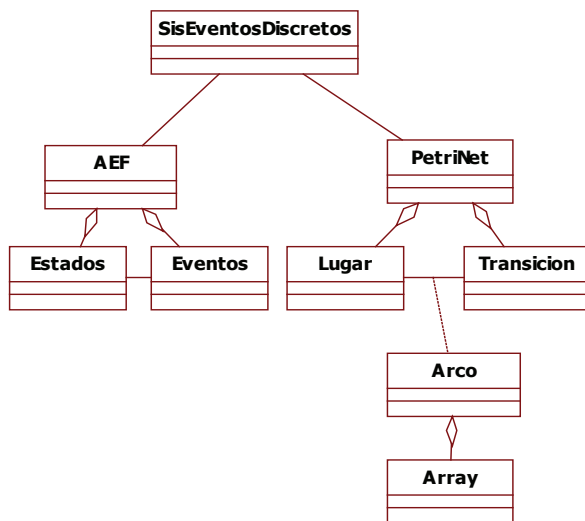 SisEventosDiscretos
AEF
PetriNet
Estados
Eventos
Lugar
Transicion
Arco
Array